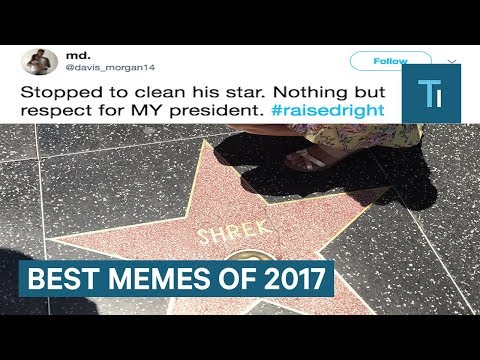 md.
@davis_morgan14
Follow
Stopped to clean his star. Nothing but
respect for MY president. #raisedright
TI
SHREK
BEST MEMES OF 2017